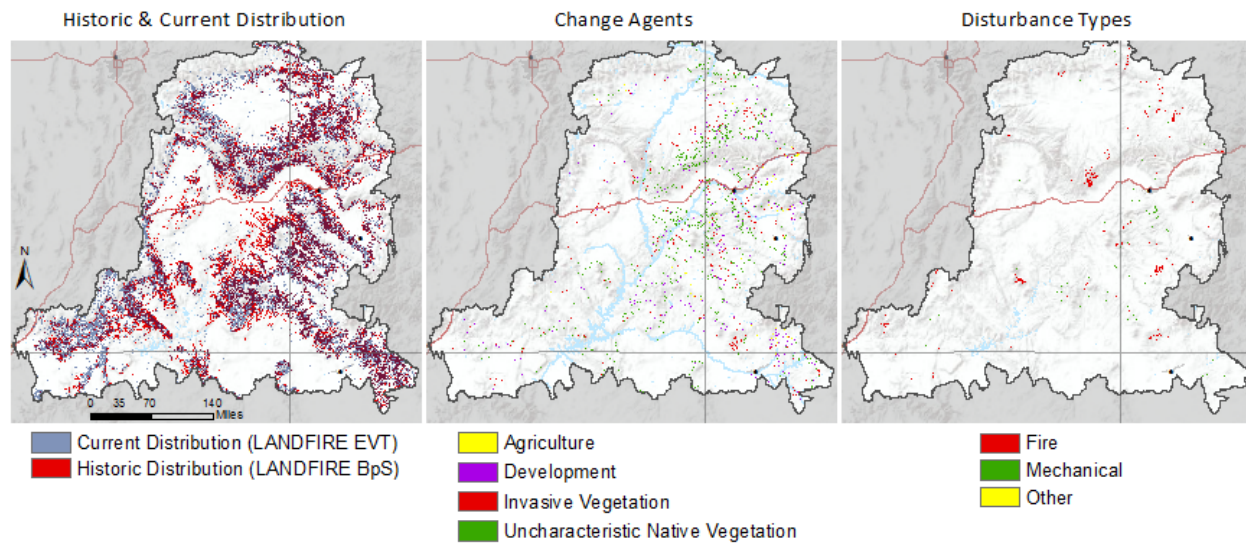 Historic & Current Distribution
Change Agents
Disturbance Types
N
0 35 70 140
Miles
Current Distribution (LANDFIRE EVT)
Historic Distribution (LANDFIRE BpS)
Agriculture
Development
Invasive Vegetation
Uncharacteristic Native Vegetation
Fire
Mechanical
Other